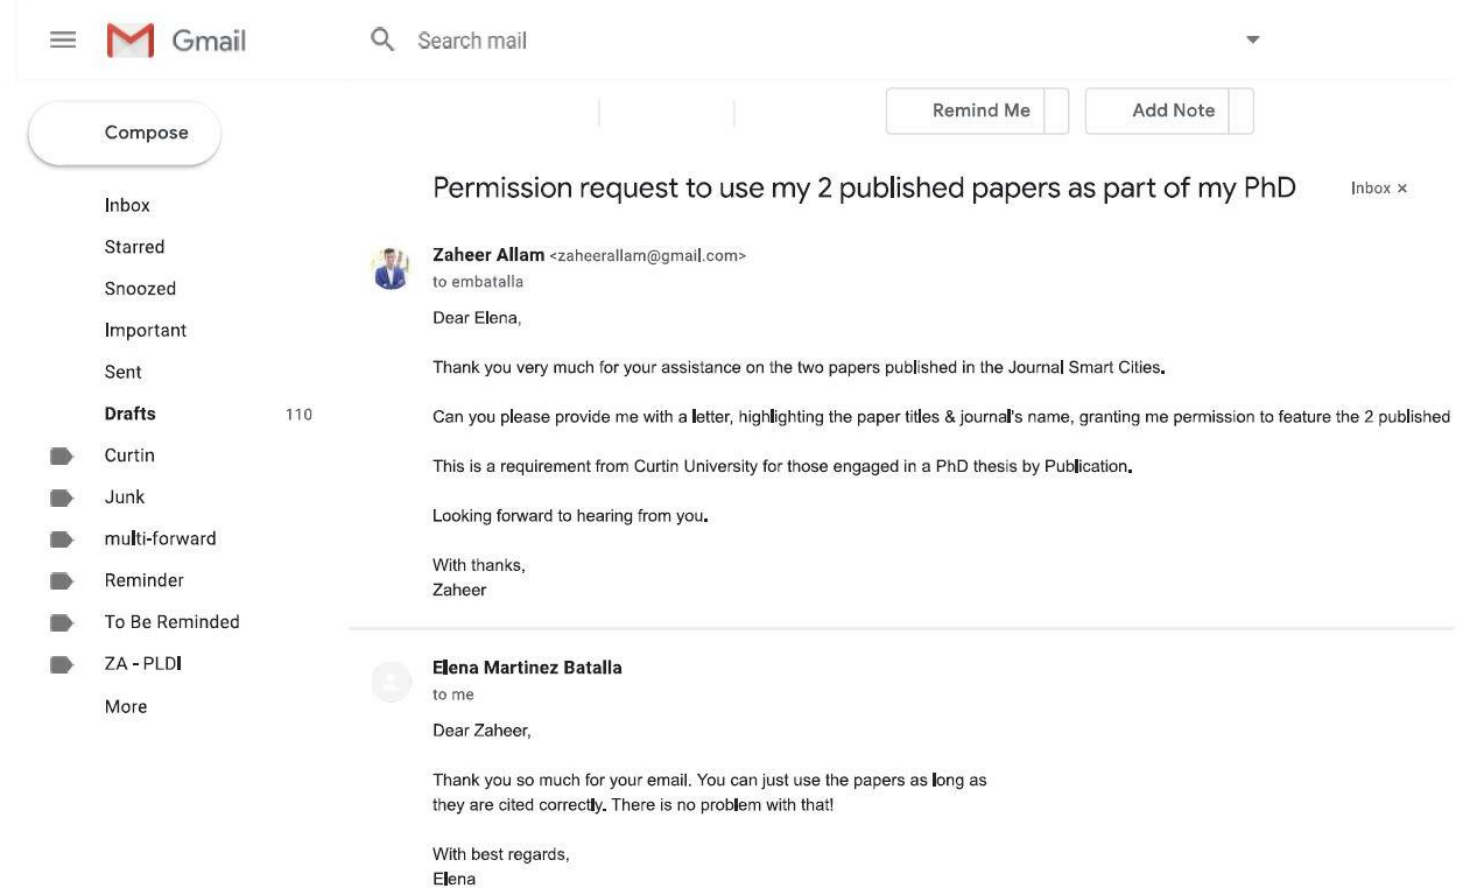 Gmail
Search mail
Remind Me
Add Note
Compose
Permission request to use my 2 published papers as part of my PhD
Inbox ×
Inbox
Starred
Snoozed
Important
Sent
Drafts 110
Curtin
Junk
multi-forward
Reminder
To Be Reminded
ZA - PLDI
More
Zaheer Allam <zaheerallam@gmail.com>
to embatalla
Dear Elena,
Thank you very much for your assistance on the two papers published in the Journal Smart Cities.
Can you please provide me with a letter, highlighting the paper titles & journal's name, granting me permission to feature the 2 published
This is a requirement from Curtin University for those engaged in a PhD thesis by Publication.
Looking forward to hearing from you.
With thanks,
Zaheer
Elena Martinez Batalla
to me
Dear Zaheer,
Thank you so much for your email. You can just use the papers as long as
they are cited correctly. There is no problem with that!
With best regards,
Elena